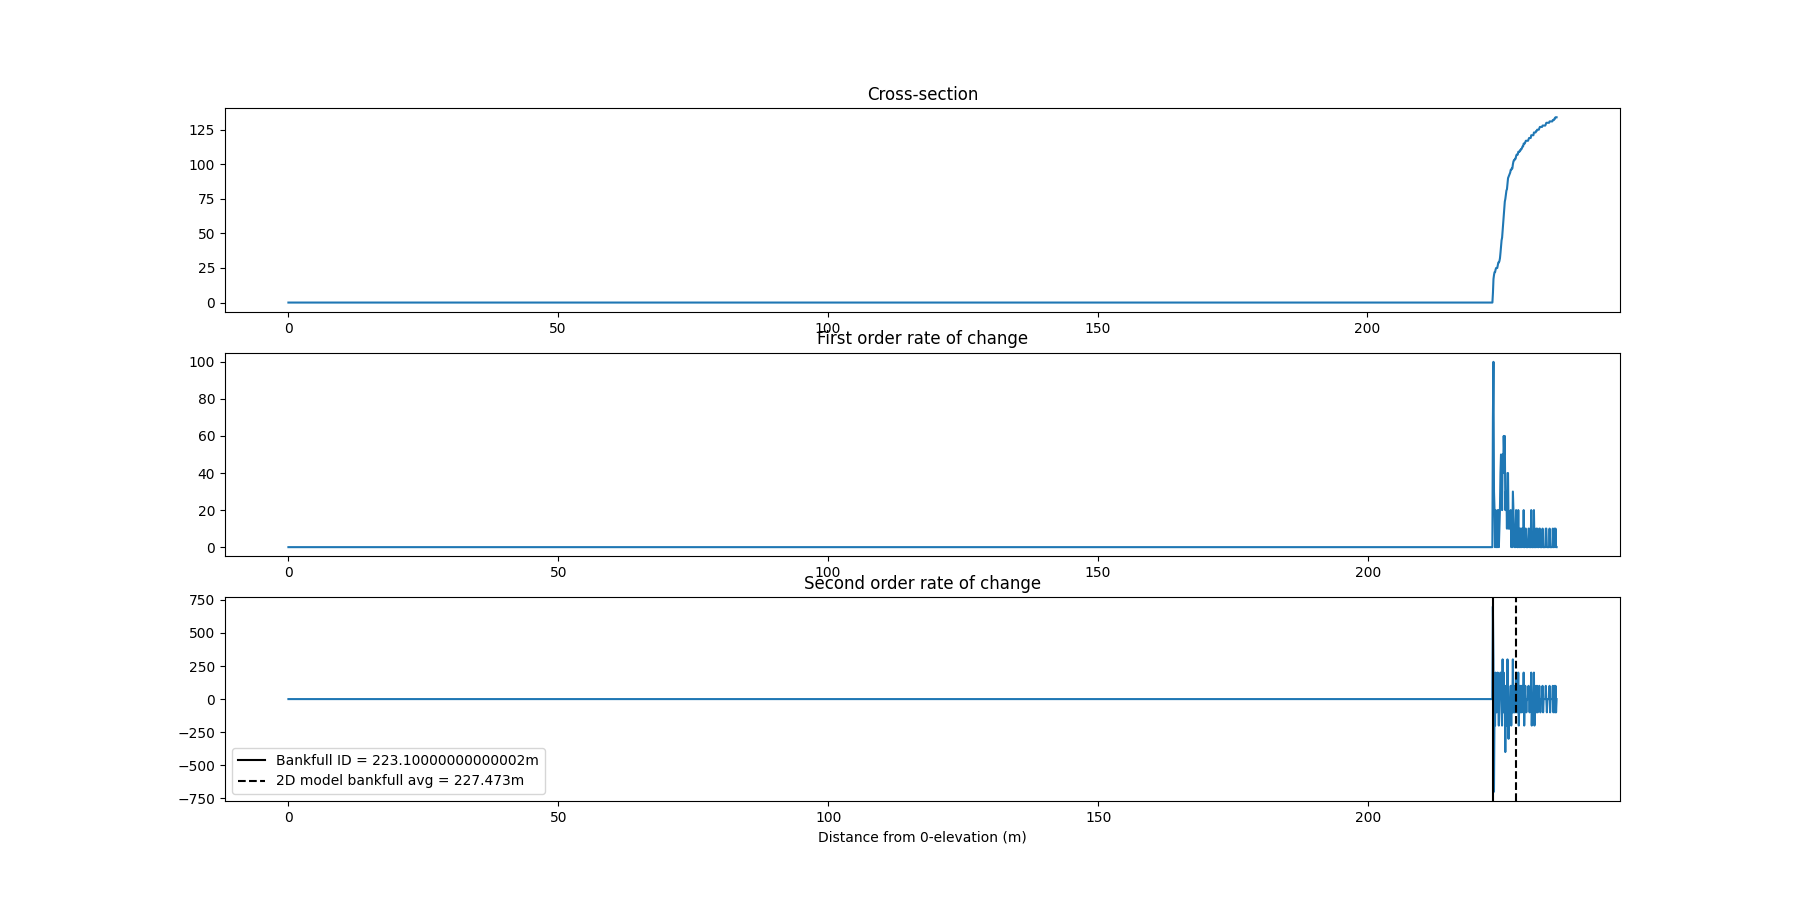 Cross-section
125
100
75
50
25
0
0 50 100 150 200
First order rate of change
100
80
60
40
20
0
0 50 100 150 200
Second order rate of change
750
500
250
0
−250
−500
−750
Bankfull ID = 223.10000000000002m
2D model bankfull avg = 227.473m
0 50 100 150 200
Distance from 0-elevation (m)